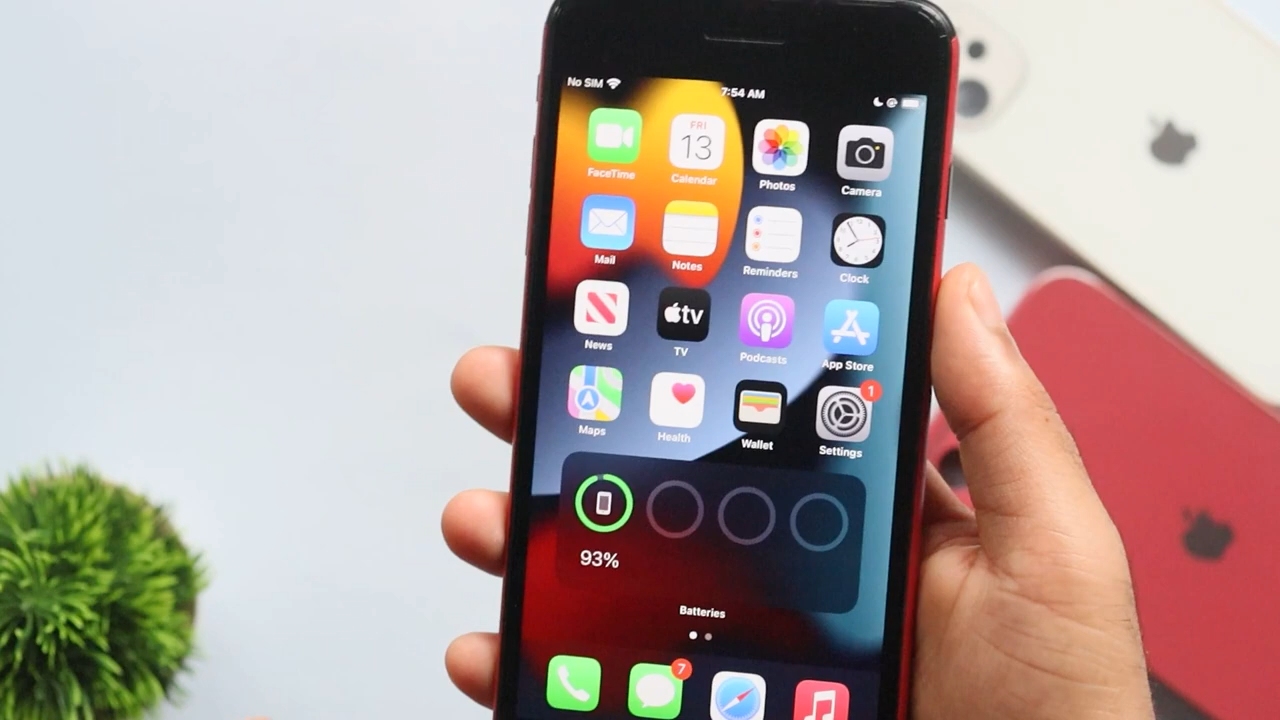 No SIM
7:54 AM
FRI
13
FaceTime
Calendar
Photos
Camera
Mail
Notes
Reminders
Clock
tv
News
TV
Podcasts
App Store
1
Maps
Health
Wallet
Settings
93%
Batteries
7